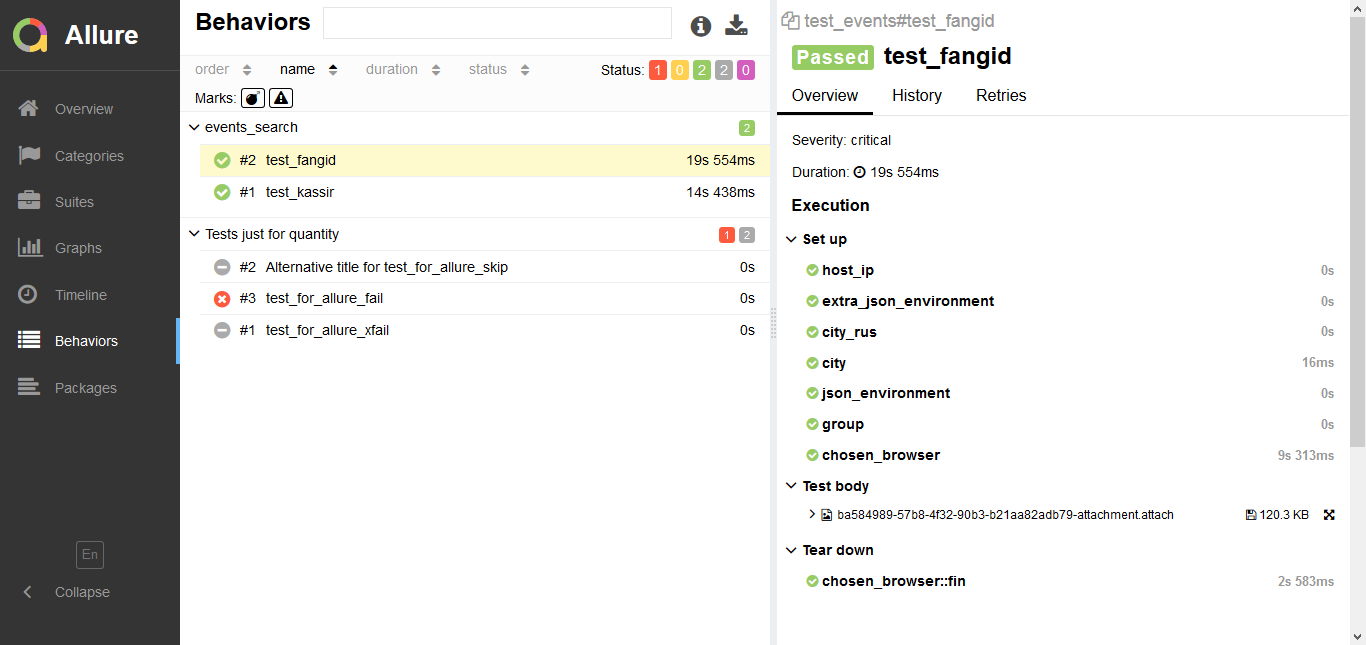 Allure
Overview
Categories
Suites
Graphs
Timeline
Behaviors
Packages
En
Collapse
Behaviors
order name duration status Status: 1 0 2 2 0
Marks:
events_search 2
#2 test_fangid 19s 554ms
#1 test_kassir 14s 438ms
Tests just for quantity 1 2
#2 Alternative title for test_for_allure_skip 0s
#3 test_for_allure_fail 0s
#1 test_for_allure_xfail 0s
test_events#test_fangid
Passed test_fangid
Overview History Retries
Severity: critical
Duration: 19s 554ms
Execution
Set up
host_ip 0s
extra_json_environment 0s
city_rus 0s
city 16ms
json_environment 0s
group 0s
chosen_browser 9s 313ms
Test body
ba584989-57b8-4f32-90b3-b21aa82adb79-attachment.attach 120.3 KB
Tear down
chosen_browser::fin 2s 583ms